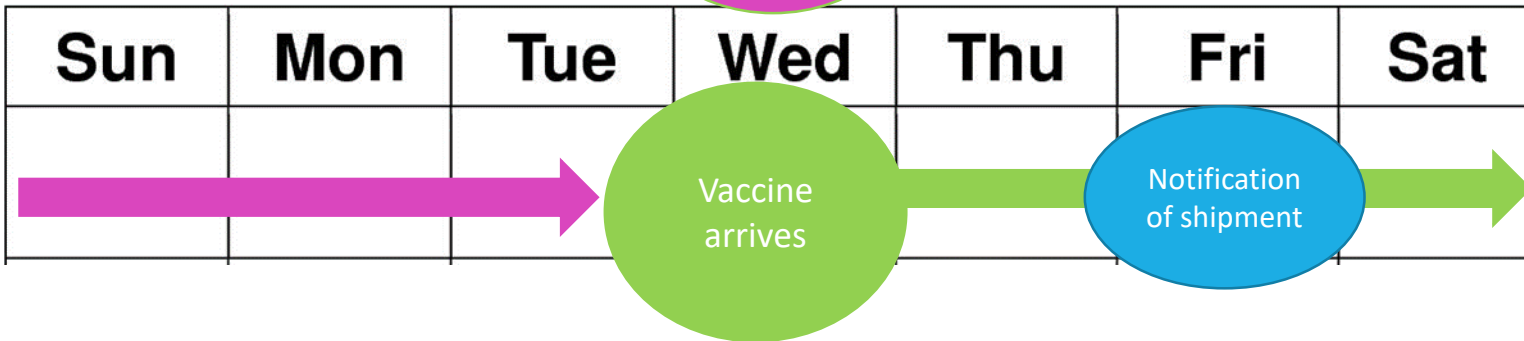 Sun Mon Tue Wed Thu Fri Sat
Vaccine
arrives
Notification
of shipment